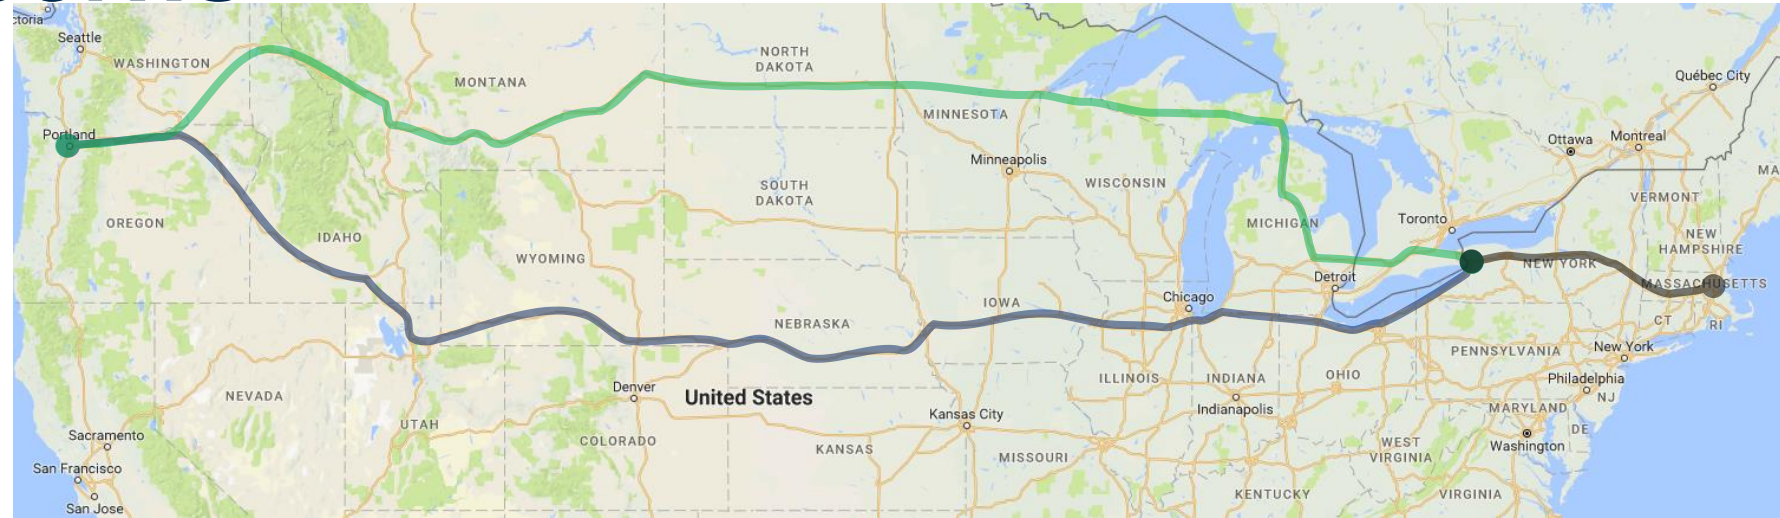 ctoria
Seattle
WASHINGTON
MONTANA
NORTH
DAKOTA
Québec City
MINNESOTA
Portland
Ottawa
Montreal
Minneapolis
MA
WISCONSIN
SOUTH
DAKOTA
VERMONT
OREGON
Toronto
MICHIGAN
IDAHO
NEW
HAMPSHIRE
WYOMING
NEW YORK
Detroit
MASSACHUSETTS
Chicago
IOWA
NEBRASKA
CT
RI
PENNSYLVANIA
New York
Denver
ILLINOIS
INDIANA
OHIO
Philadelphia
NEVADA
United States
NJ
Indianapolis
MARYLAND
Kansas City
UTAH
DE
Sacramento
COLORADO
KANSAS
WEST
VIRGINIA
Washington
MISSOURI
San Francisco
KENTUCKY
VIRGINIA
San Jose